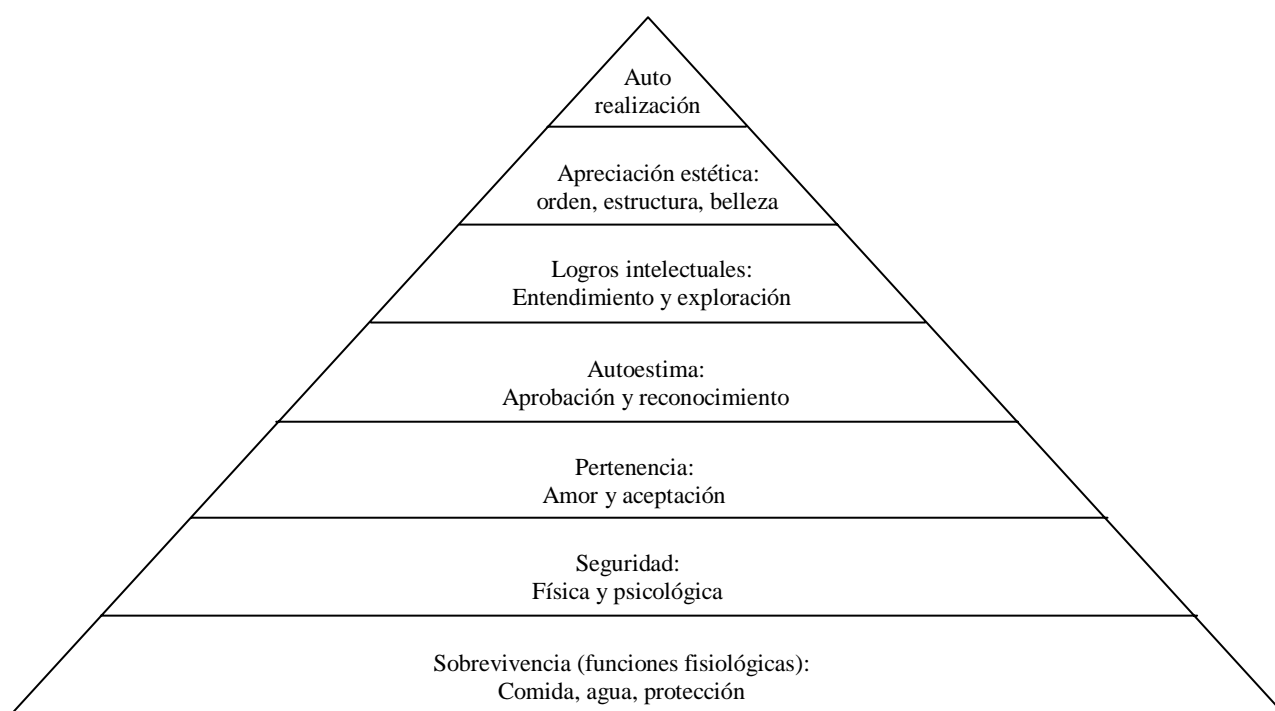 Auto
realización
Apreciación estética:
orden, estructura, belleza
Logros intelectuales:
Entendimiento y exploración
Autoestima:
Aprobación y reconocimiento
Pertenencia:
Amor y aceptación
Seguridad:
Física y psicológica
Sobrevivencia (funciones fisiológicas):
Comida, agua, protección